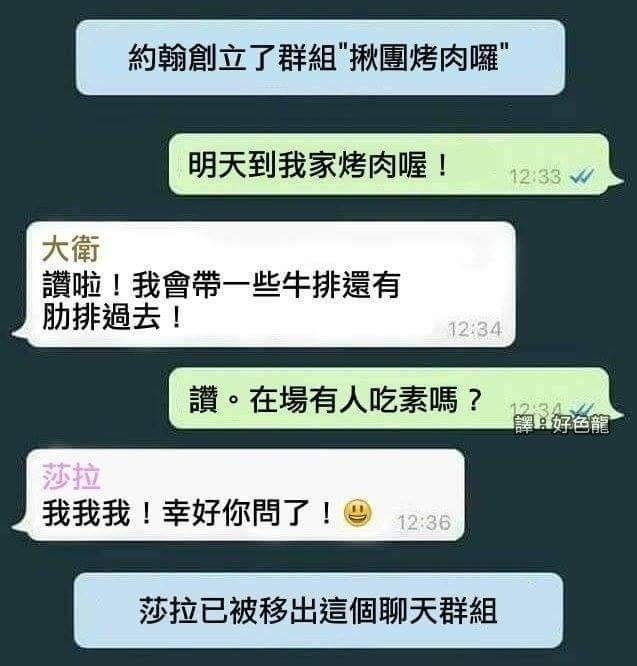 約翰創立了群組"揪團烤肉囉"
明天到我家烤肉喔！
12:33
大衛
讚啦！我會帶一些牛排還有
肋排過去！
12:34
讚。在場有人吃素嗎？
12:34
譯：好色龍
莎拉
我我我！幸好你問了！😃
12:36
莎拉已被移出這個聊天群組